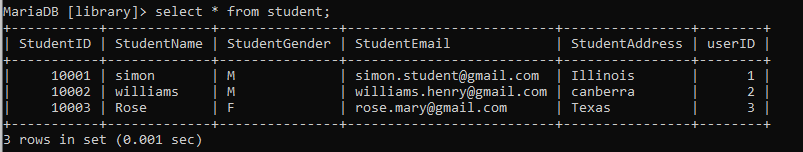 MariaDB [library]> select * from student;
+-----------+-------------+---------------+---------------------------+----------------+--------+
| StudentID | StudentName | StudentGender | StudentEmail              | StudentAddress | userID |
+-----------+-------------+---------------+---------------------------+----------------+--------+
|     10001 | simon       | M             | simon.student@gmail.com   | Illinois       |      1 |
|     10002 | williams    | M             | williams.henry@gmail.com  | canberra       |      2 |
|     10003 | Rose        | F             | rose.mary@gmail.com       | Texas          |      3 |
+-----------+-------------+---------------+---------------------------+----------------+--------+
3 rows in set (0.001 sec)